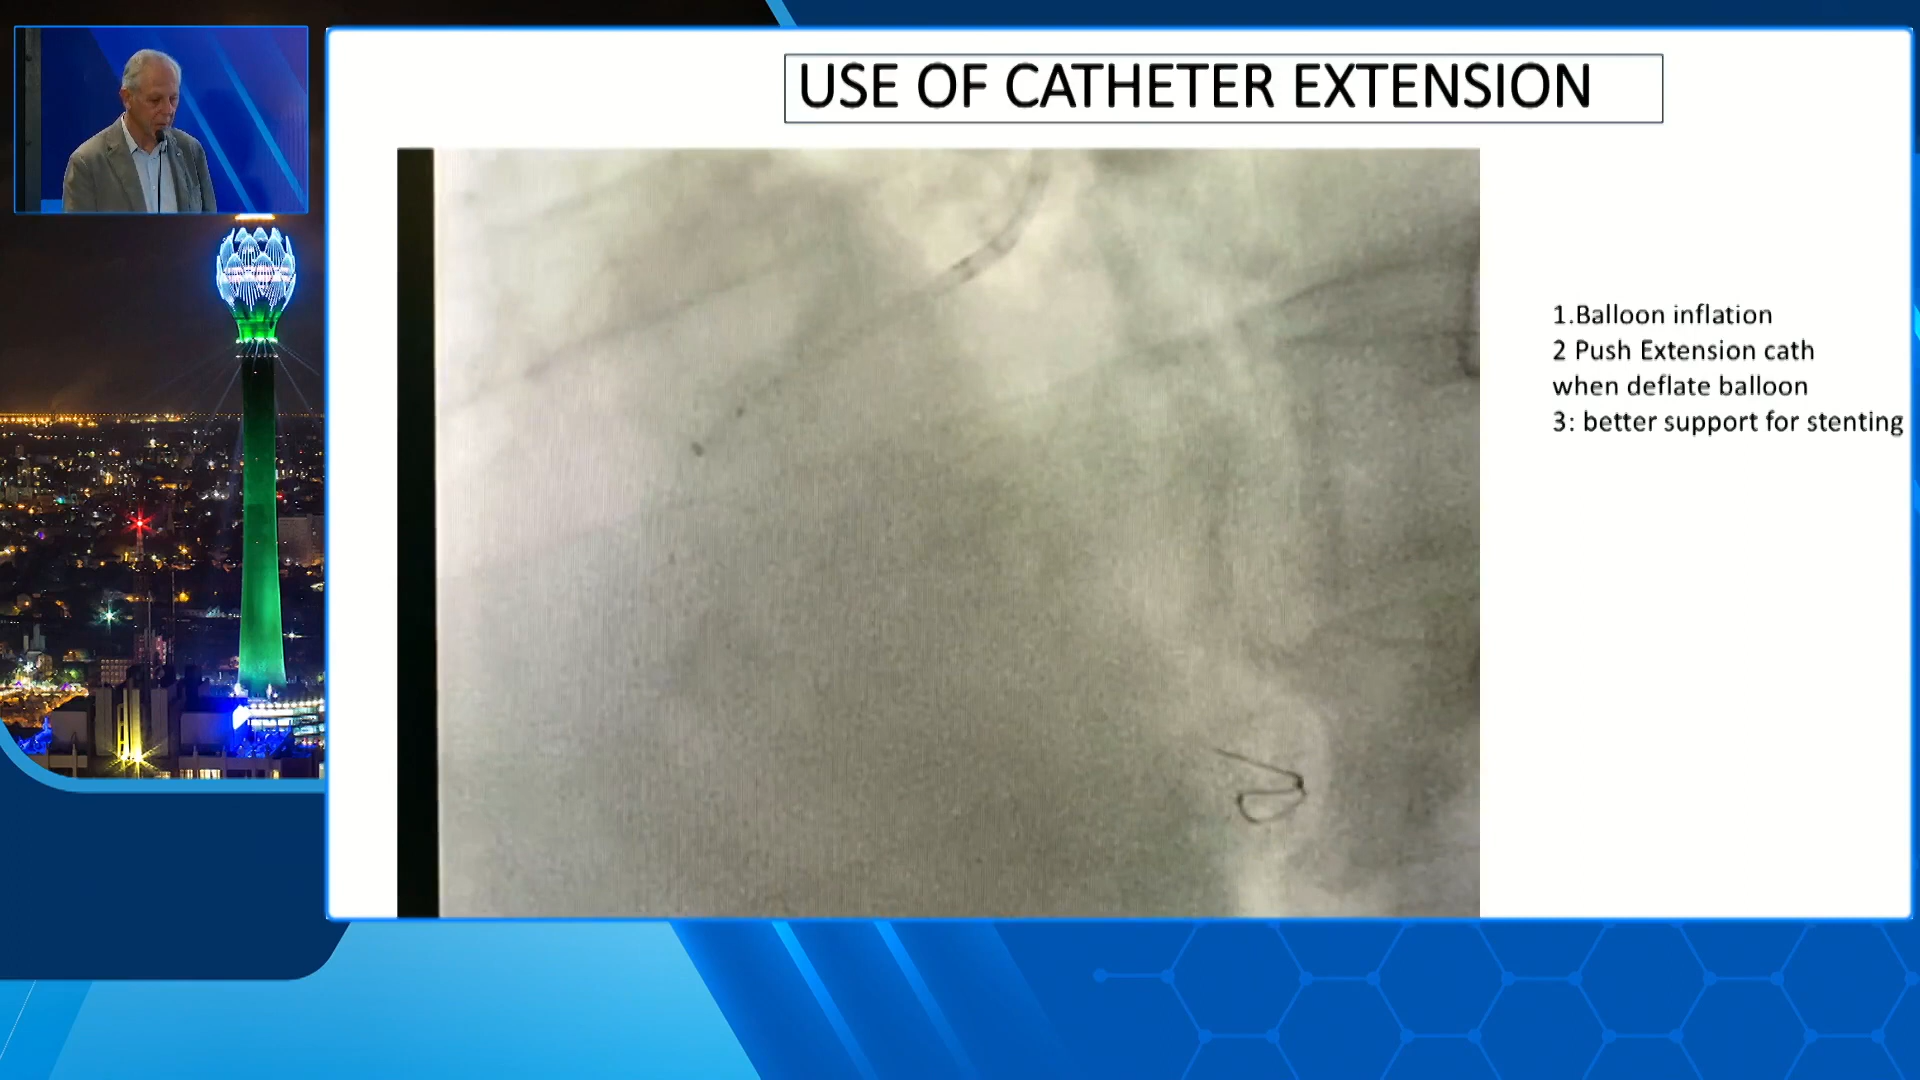 USE OF CATHETER EXTENSION
1.Balloon inflation
2 Push Extension cath
when deflate balloon
3: better support for stenting